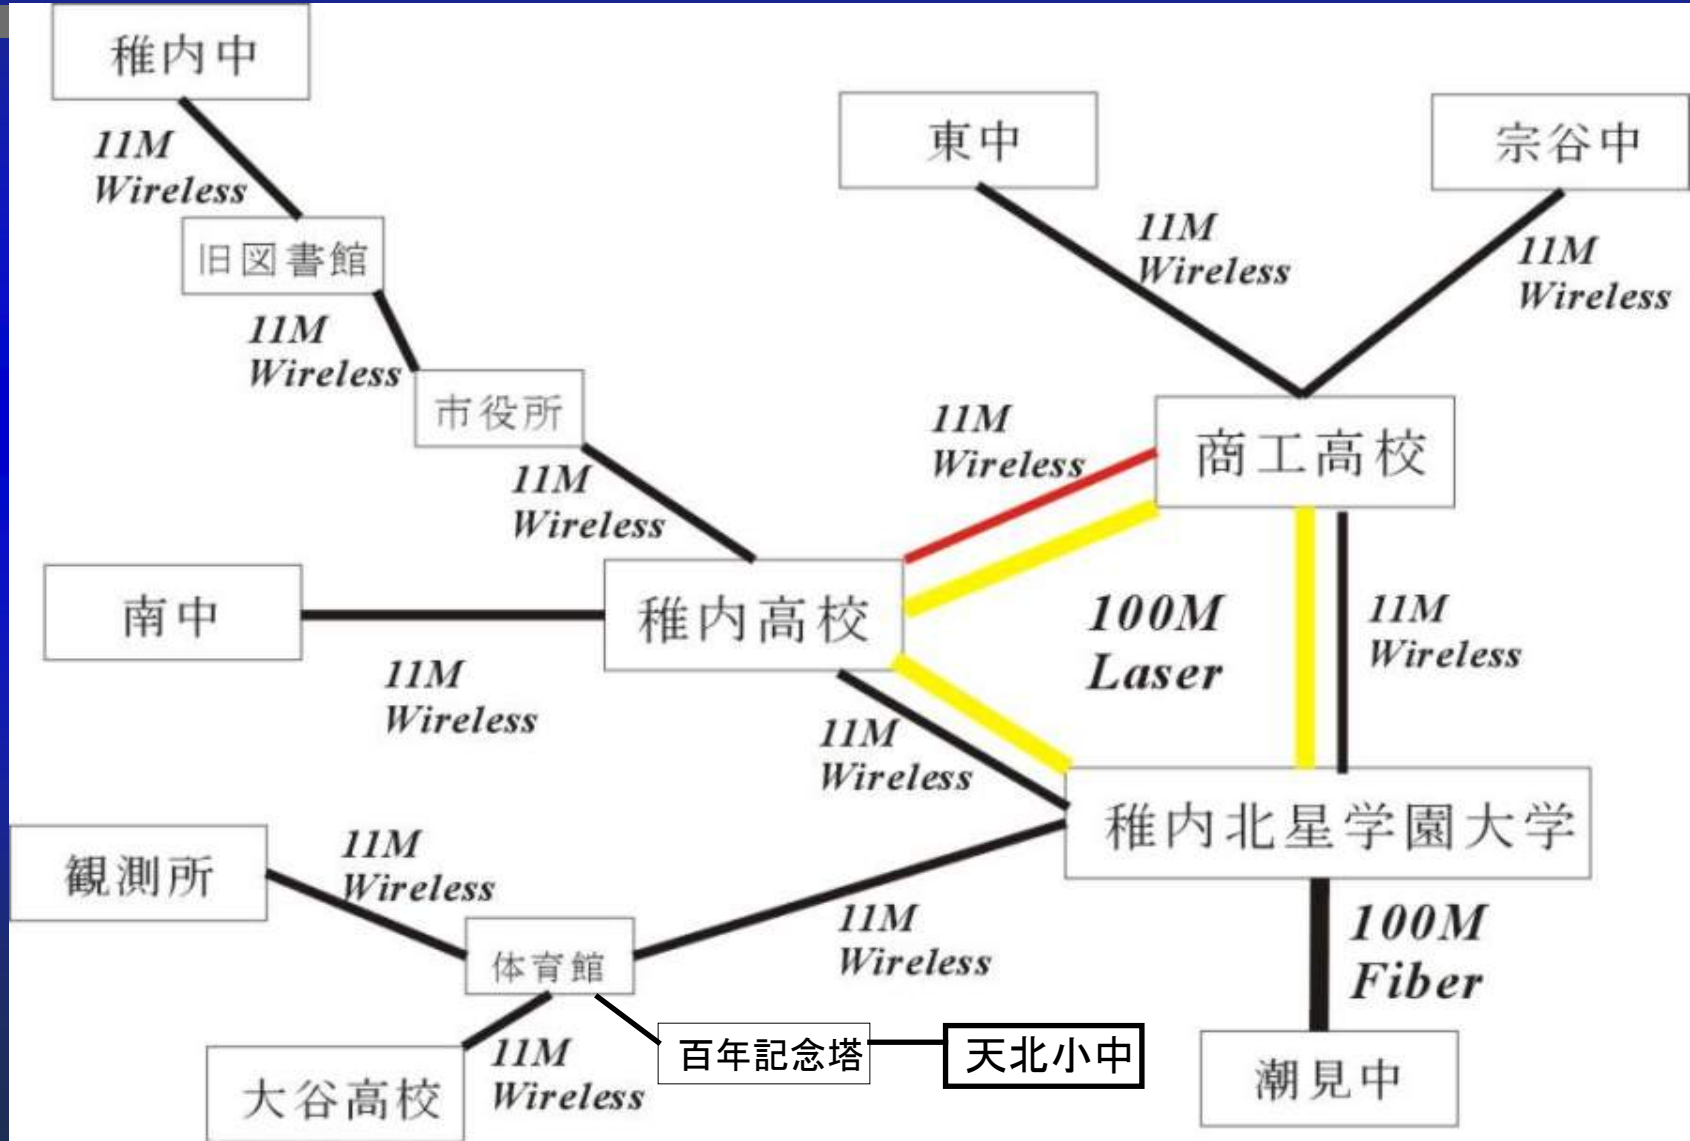 稚内中
11M
Wireless
東中
宗谷中
旧図書館
11M
Wireless
11M
Wireless
11M
Wireless
市役所
11M
Wireless
11M
Wireless
商工高校
南中
稚内高校
100M
Laser
11M
Wireless
11M
Wireless
11M
Wireless
稚内北星学園大学
観測所
11M
Wireless
11M
Wireless
100M
Fiber
体育館
大谷高校
11M
Wireless
百年記念塔
天北小中
潮見中